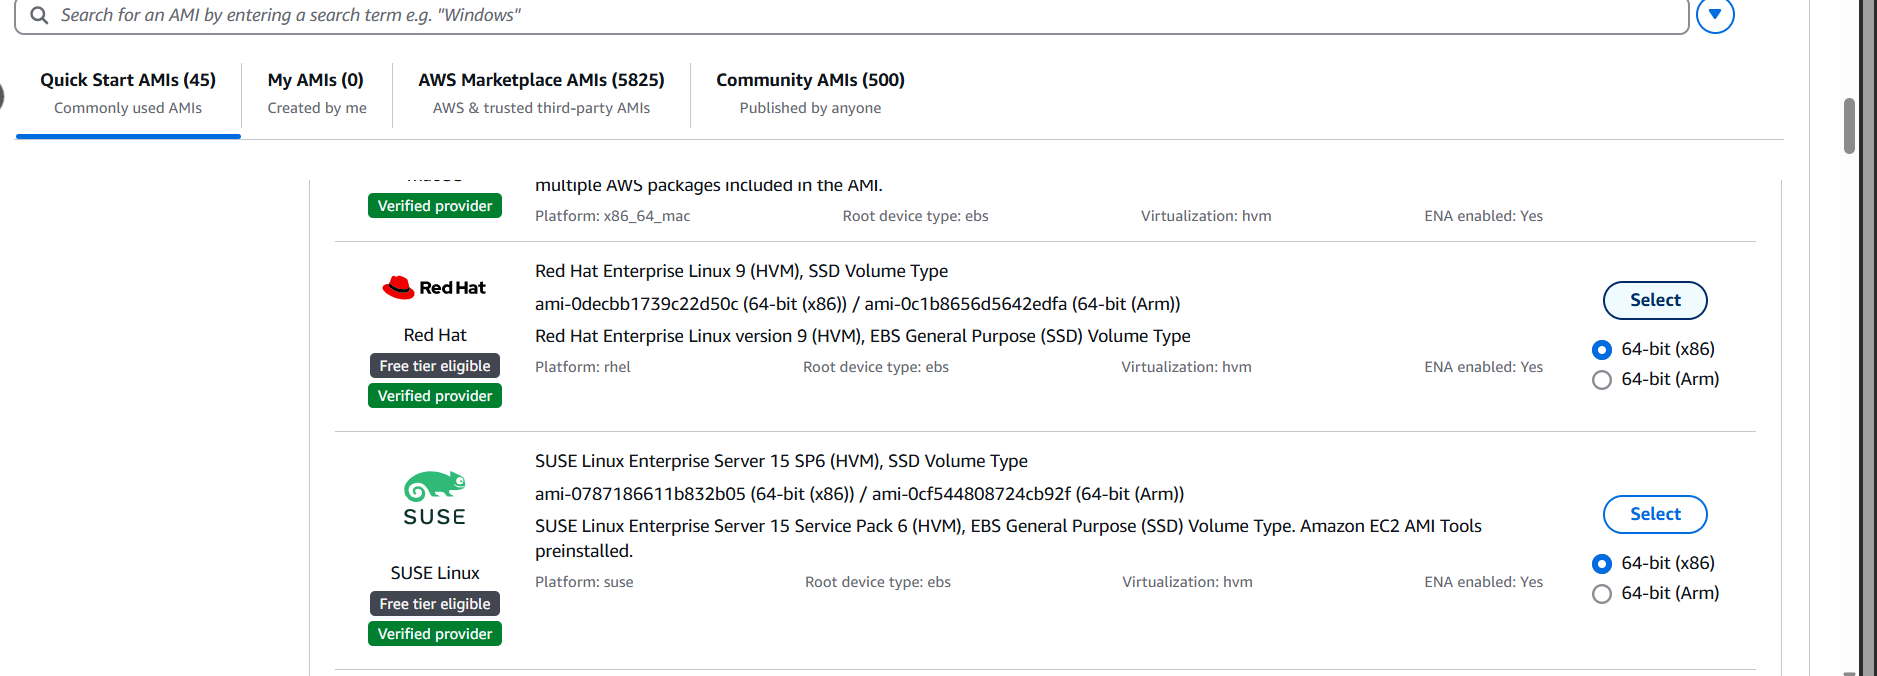 Search for an AMI by entering a search term e.g. "Windows"
Quick Start AMIs (45)
Commonly used AMIs
My AMIs (0)
Created by me
AWS Marketplace AMIs (5825)
AWS & trusted third-party AMIs
Community AMIs (500)
Published by anyone
multiple AWS packages included in the AMI.
Verified provider
Platform: x86_64_mac
Root device type: ebs
Virtualization: hvm
ENA enabled: Yes
Red Hat
Red Hat
Free tier eligible
Verified provider
Red Hat Enterprise Linux 9 (HVM), SSD Volume Type
ami-0decbb1739c22d50c (64-bit (x86)) / ami-0c1b8656d5642edfa (64-bit (Arm))
Red Hat Enterprise Linux version 9 (HVM), EBS General Purpose (SSD) Volume Type
Platform: rhel
Root device type: ebs
Virtualization: hvm
ENA enabled: Yes
Select
64-bit (x86)
64-bit (Arm)
SUSE
SUSE Linux
Free tier eligible
Verified provider
SUSE Linux Enterprise Server 15 SP6 (HVM), SSD Volume Type
ami-0787186611b832b05 (64-bit (x86)) / ami-0cf544808724cb92f (64-bit (Arm))
SUSE Linux Enterprise Server 15 Service Pack 6 (HVM), EBS General Purpose (SSD) Volume Type. Amazon EC2 AMI Tools
preinstalled.
Platform: suse
Root device type: ebs
Virtualization: hvm
ENA enabled: Yes
Select
64-bit (x86)
64-bit (Arm)